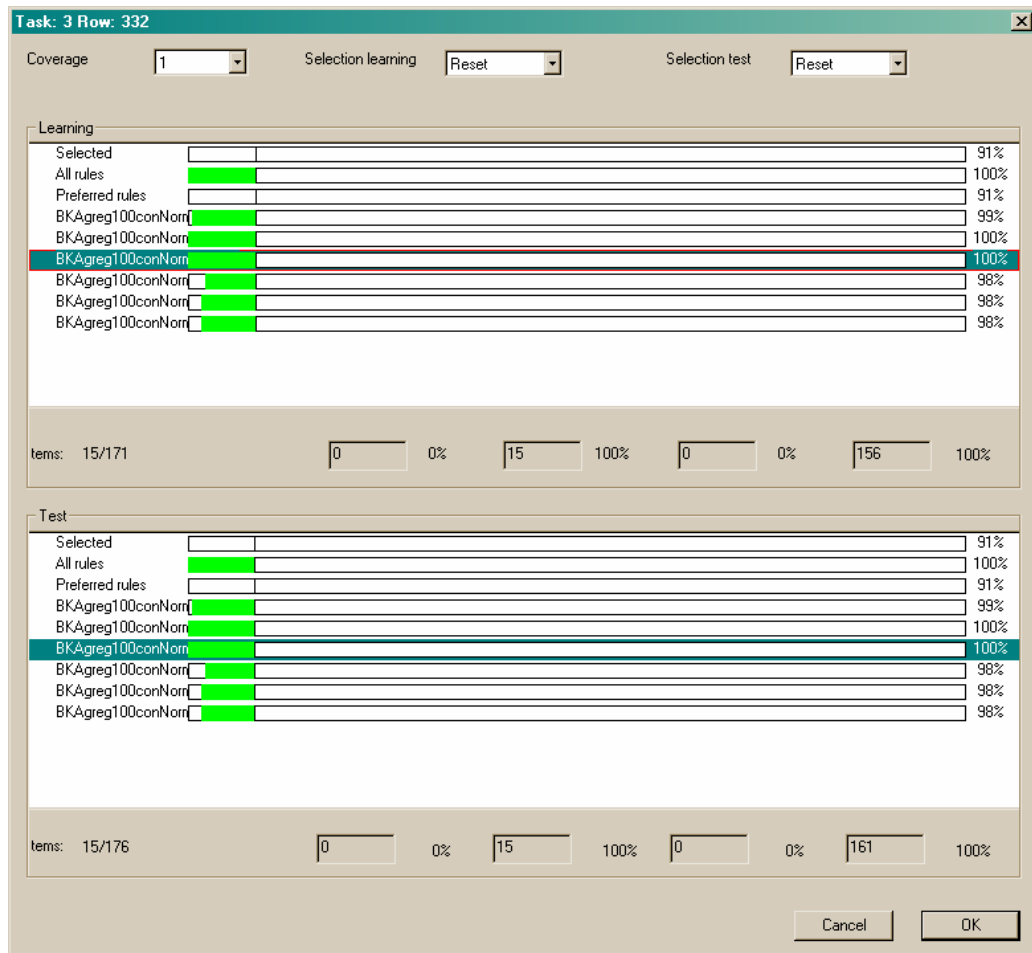 Task: 3 Row: 332
Coverage 1 Selection learning Reset Selection test Reset
Learning
Selected 91%
All rules 100%
Preferred rules 91%
BKAgreg100conNorm 99%
BKAgreg100conNorm 100%
BKAgreg100conNorm 100%
BKAgreg100conNorm 98%
BKAgreg100conNorm 98%
BKAgreg100conNorm 98%
tems: 15/171 0 0% 15 100% 0 0% 156 100%
Test
Selected 91%
All rules 100%
Preferred rules 91%
BKAgreg100conNorm 99%
BKAgreg100conNorm 100%
BKAgreg100conNorm 100%
BKAgreg100conNorm 98%
BKAgreg100conNorm 98%
BKAgreg100conNorm 98%
tems: 15/176 0 0% 15 100% 0 0% 161 100%
Cancel OK